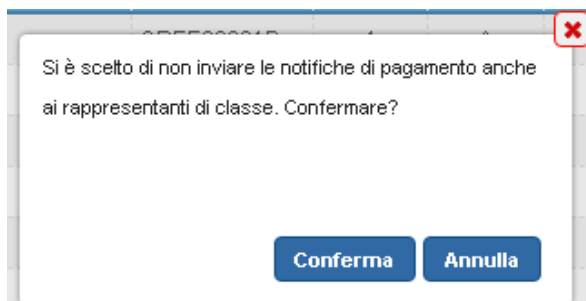 Si è scelto di non inviare le notifiche di pagamento anche
ai rappresentanti di classe. Confermare?
Conferma Annulla